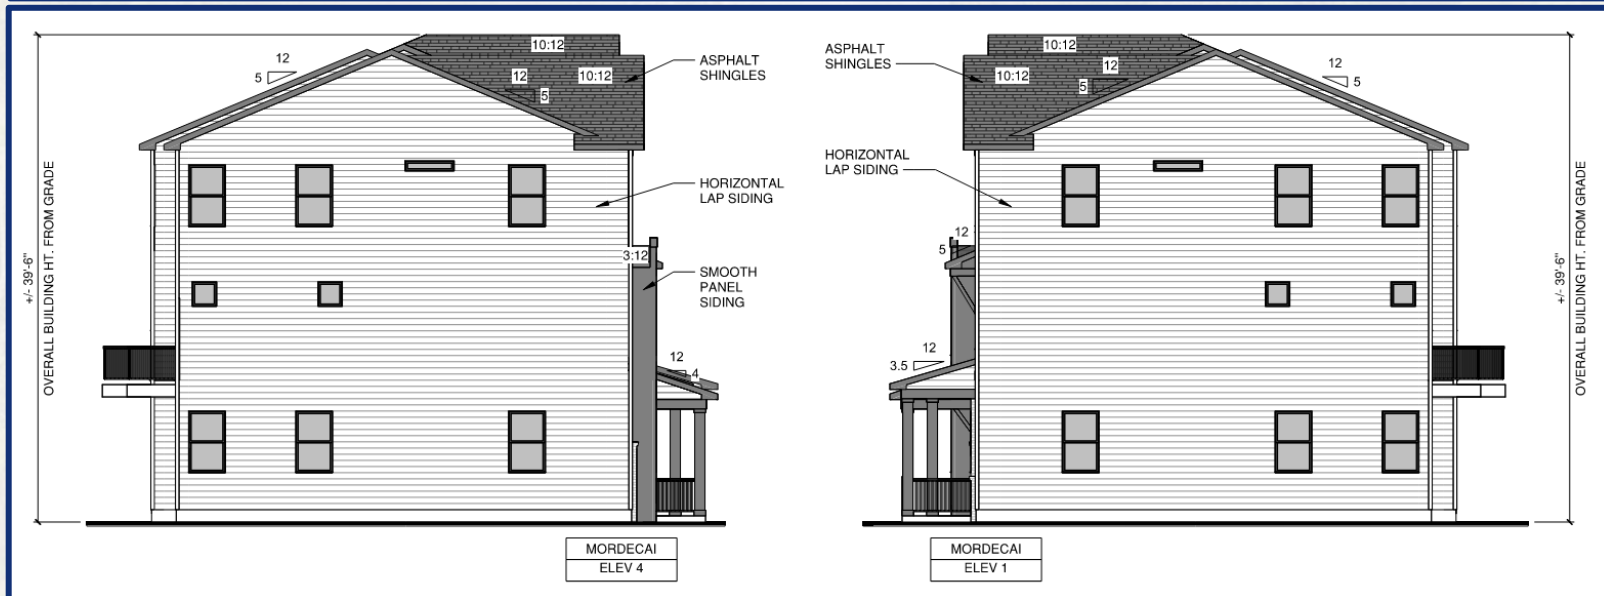 10:12
12
5
10:12
12
5
ASPHALT
SHINGLES
HORIZONTAL
LAP SIDING
3:12
SMOOTH
PANEL
SIDING
12
4
OVERALL BUILDING HT. FROM GRADE
+/- 39'-6"
MORDECAI
ELEV 4
ASPHALT
SHINGLES
10:12
10:12
12
5
12
5
HORIZONTAL
LAP SIDING
12
5
12
3.5
OVERALL BUILDING HT. FROM GRADE
+/- 39'-6"
MORDECAI
ELEV 1